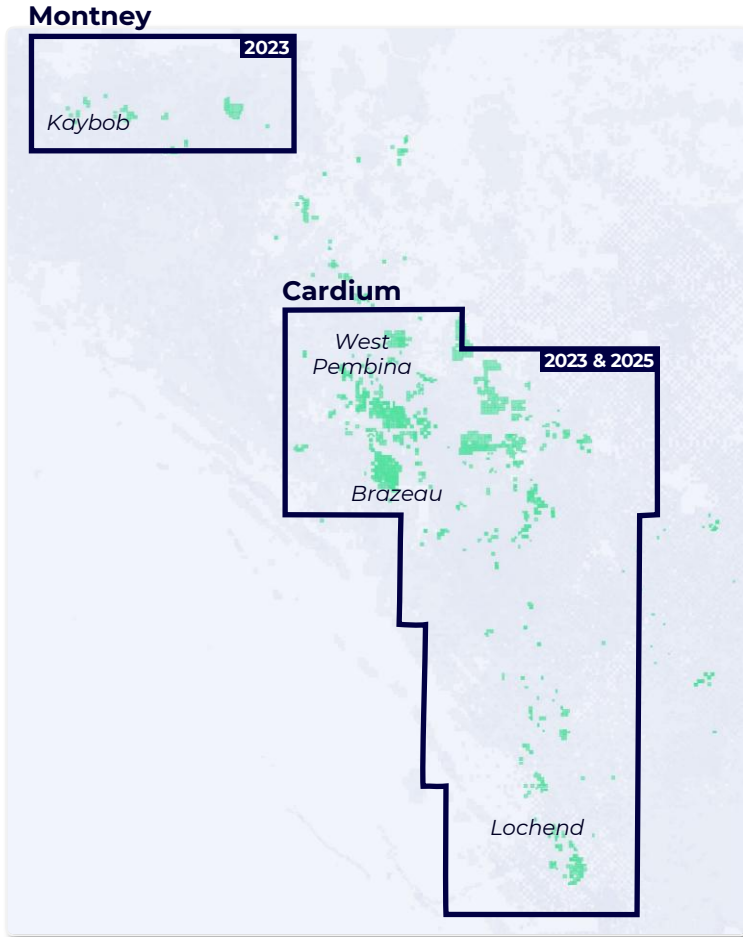 Montney
2023
Kaybob
Cardium
West
Pembina
2023 & 2025
Brazeau
Lochend